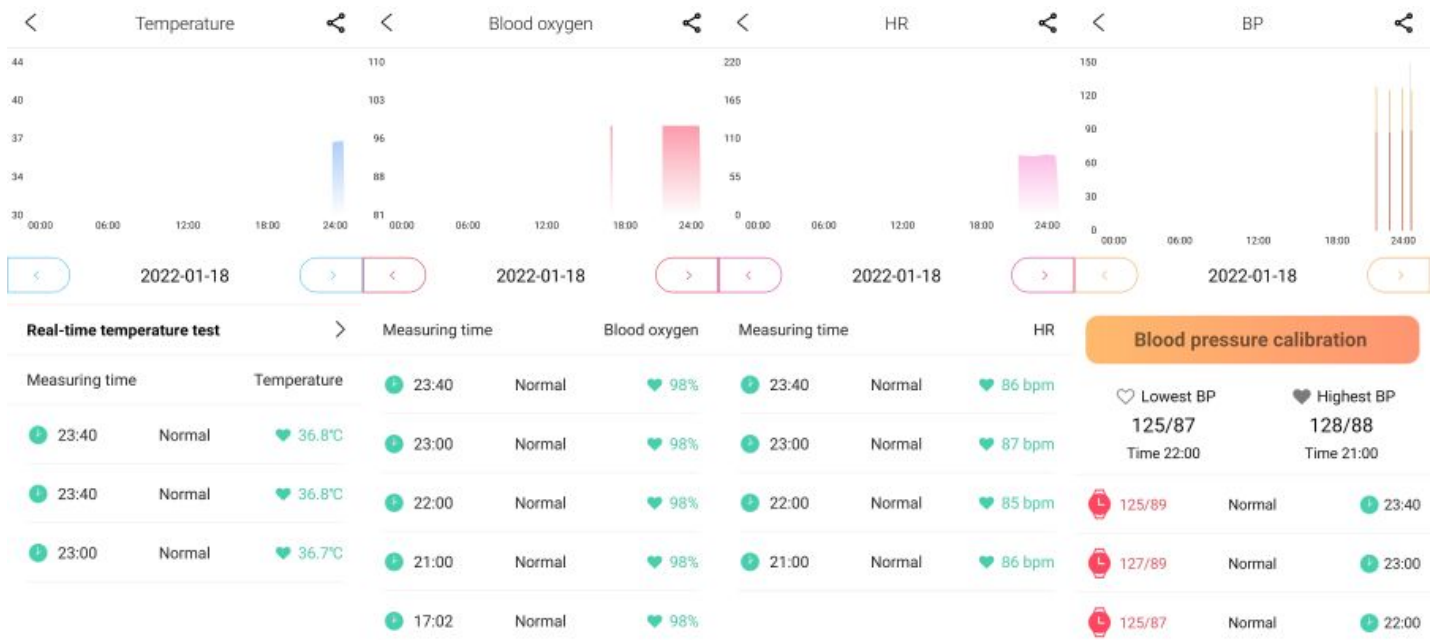 Temperature
44
40
37
34
30
00:00 06:00 12:00 18:00 24:00
2022-01-18
Real-time temperature test
Measuring time Temperature
23:40 Normal 36.8℃
23:40 Normal 36.8℃
23:00 Normal 36.7℃
Blood oxygen
110
103
96
88
81
00:00 06:00 12:00 18:00 24:00
2022-01-18
Measuring time Blood oxygen
23:40 Normal 98%
23:00 Normal 98%
22:00 Normal 98%
21:00 Normal 98%
17:02 Normal 98%
HR
220
165
110
55
0
00:00 06:00 12:00 18:00 24:00
2022-01-18
Measuring time HR
23:40 Normal 86 bpm
23:00 Normal 87 bpm
22:00 Normal 85 bpm
21:00 Normal 86 bpm
BP
150
120
90
60
30
0
00:00 06:00 12:00 18:00 24:00
2022-01-18
Blood pressure calibration
Lowest BP Highest BP
125/87 128/88
Time 22:00 Time 21:00
125/89 Normal 23:40
127/89 Normal 23:00
125/87 Normal 22:00